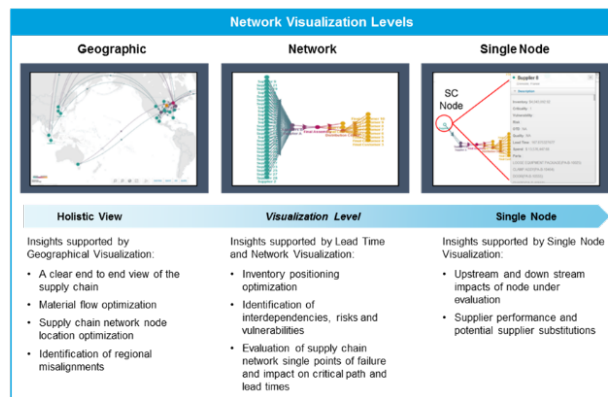 Network Visualization Levels
Geographic
Network
Single Node
SC
Node
Supplier 6
Holistic View
Visualization Level
Single Node
Insights supported by
Geographical Visualization:
• A clear end to end view of the
supply chain
• Material flow optimization
• Supply chain network node
location optimization
• Identification of regional
misalignments
Insights supported by Lead Time
and Network Visualization:
• Inventory positioning
optimization
• Identification of
interdependencies, risks and
vulnerabilities
• Evaluation of supply chain
network single points of failure
and impact on critical path and
lead times
Insights supported by Single Node
Visualization:
• Upstream and down stream
impacts of node under
evaluation
• Supplier performance and
potential supplier substitutions